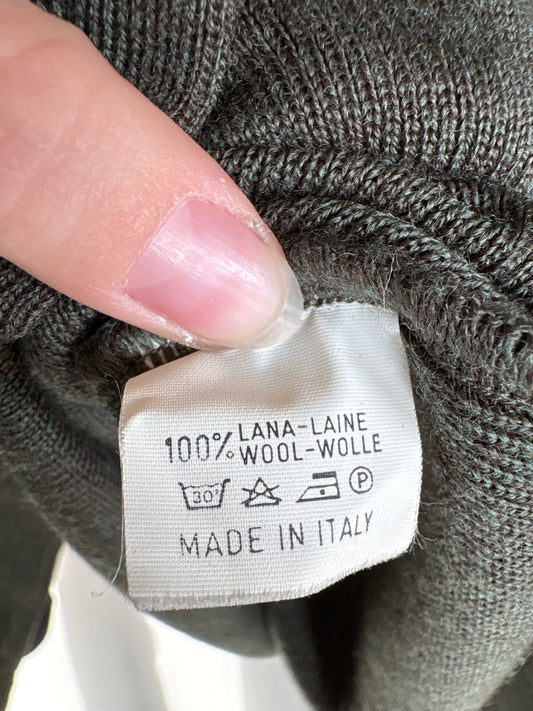 100% LANA-LAINE
WOOL-WOLLE
30°
P
MADE IN ITALY